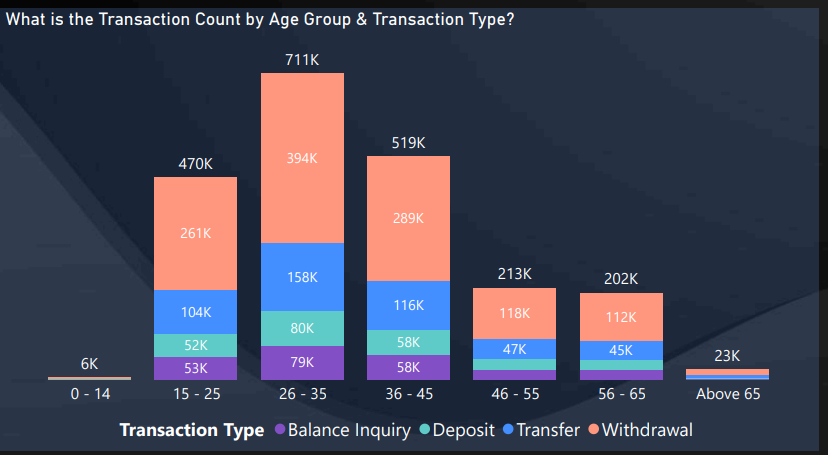 What is the Transaction Count by Age Group & Transaction Type?
711K
519K
470K
394K
289K
261K
213K
202K
158K
116K
118K
112K
104K
80K
58K
52K
47K
45K
79K
58K
53K
6K
23K
0 - 14 15 - 25 26 - 35 36 - 45 46 - 55 56 - 65 Above 65
Transaction Type Balance Inquiry Deposit Transfer Withdrawal